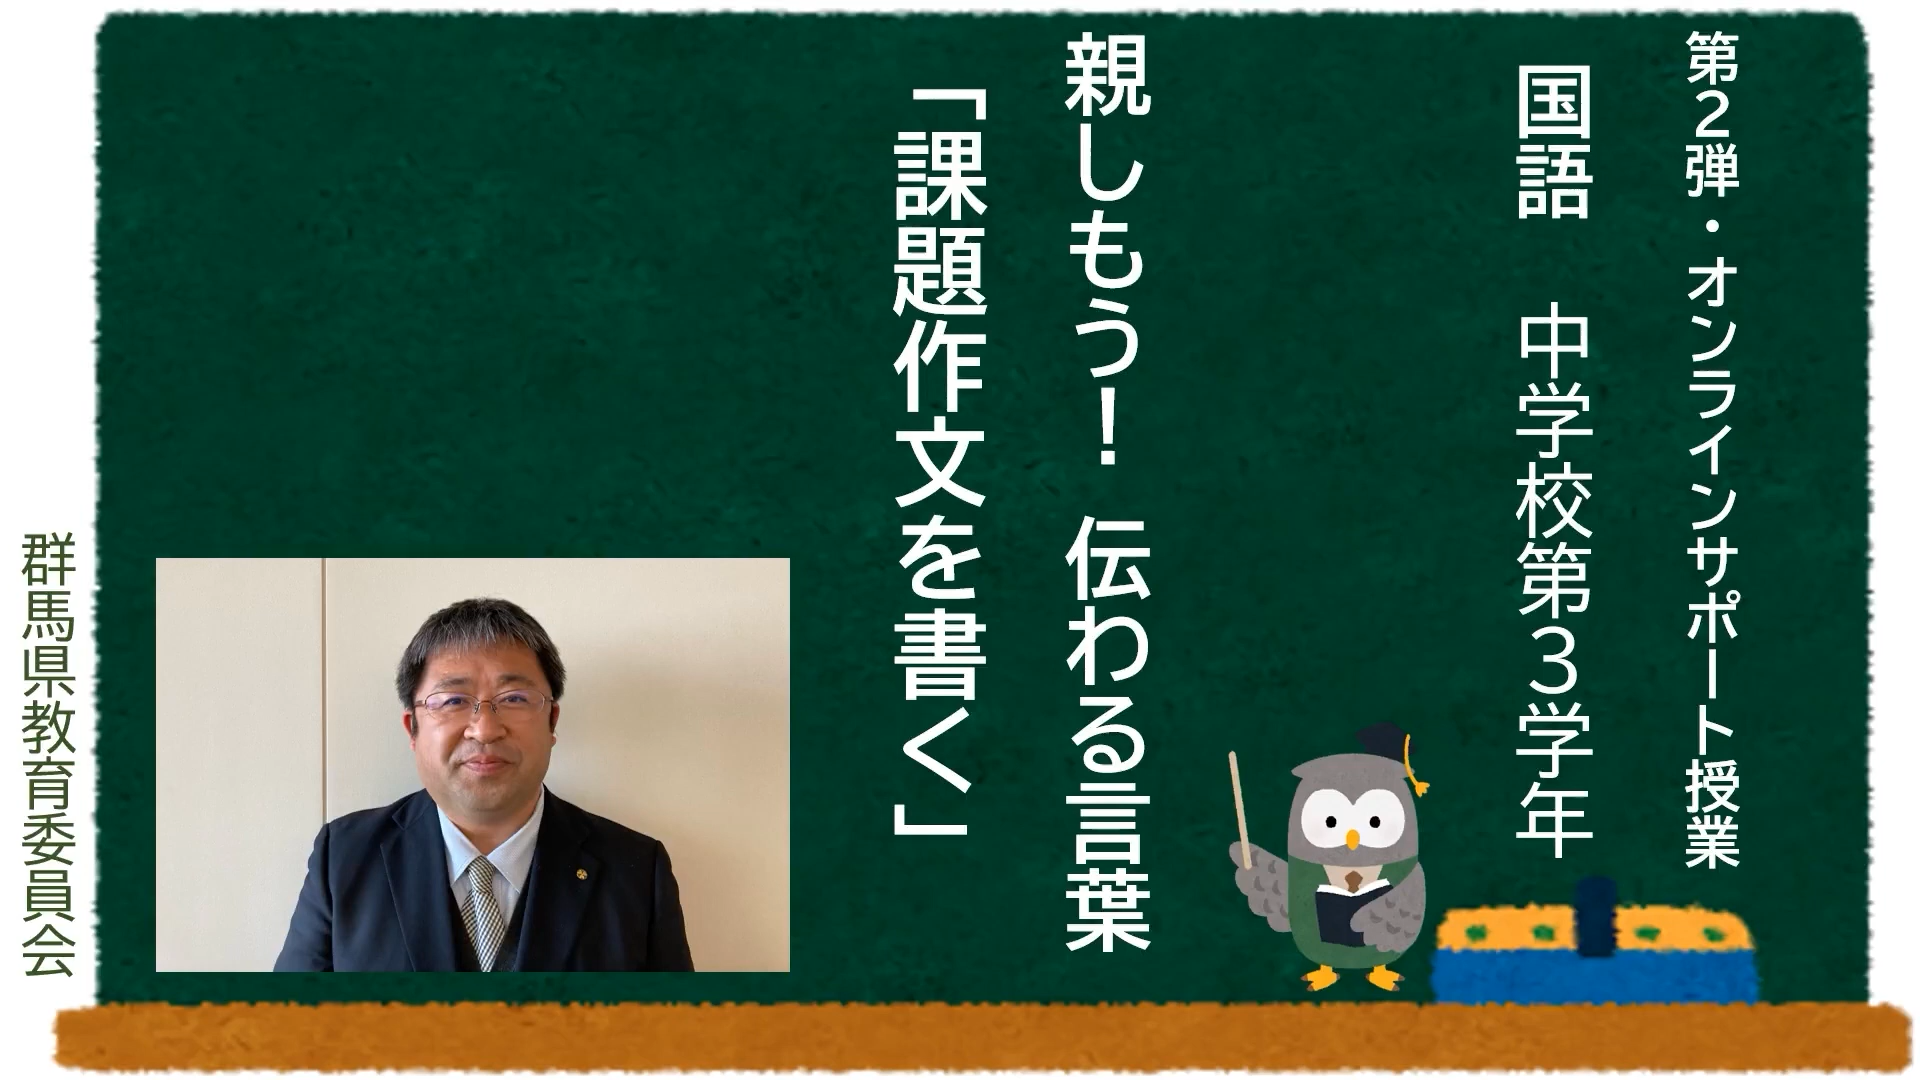 第２弾・オンラインサポート授業
国語　中学校第３学年
親しもう！ 伝わる言葉
「課題作文を書く」
群馬県教育委員会